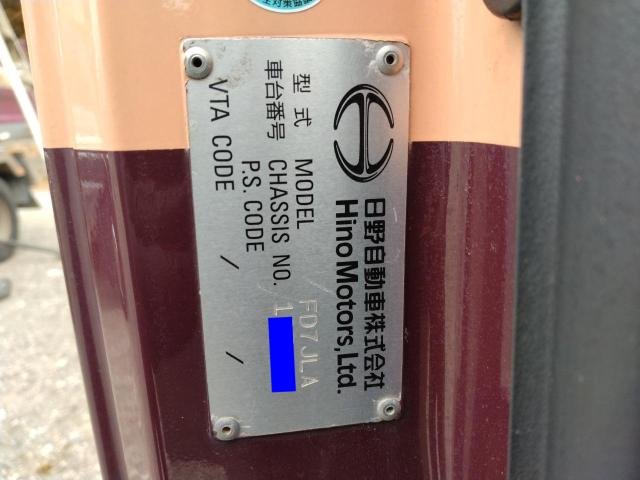 日野自動車株式会社
Hino Motors, Ltd.
型式 MODEL FD7JLA
車台番号 CHASSIS NO. 1
P.S. CODE
VTA CODE / /